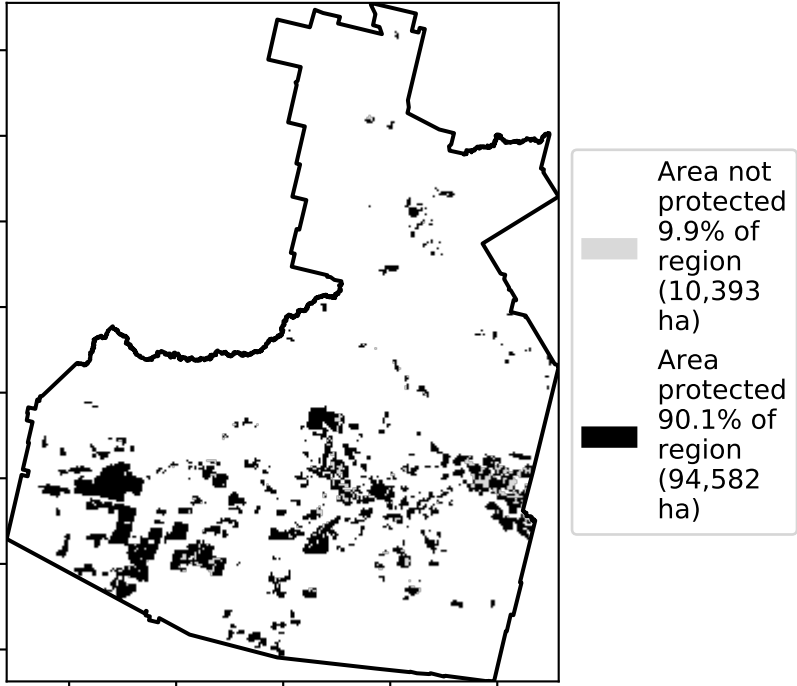 Area not
protected
9.9% of
region
(10,393
ha)
Area
protected
90.1% of
region
(94,582
ha)